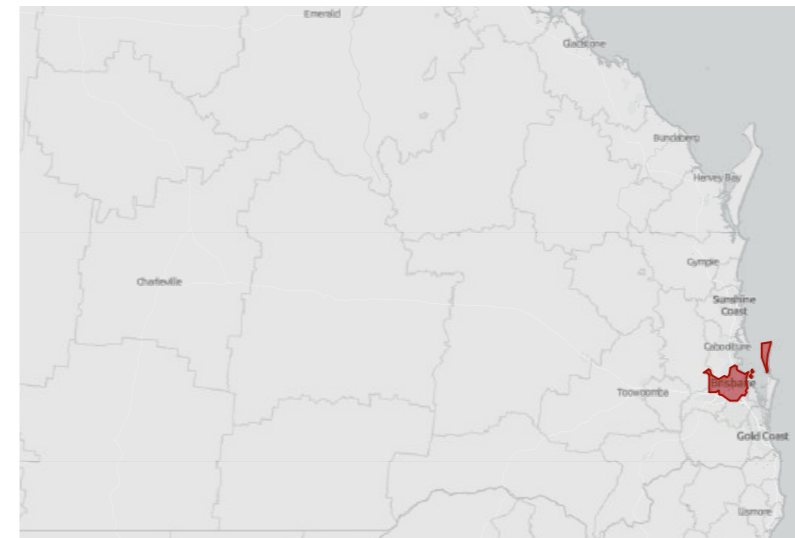 Emerald
Gladstone
Bundaberg
Hervey Bay
Gympie
Charleville
Sunshine
Coast
Caboolture
Brisbane
Toowoomba
Gold Coast
Lismore